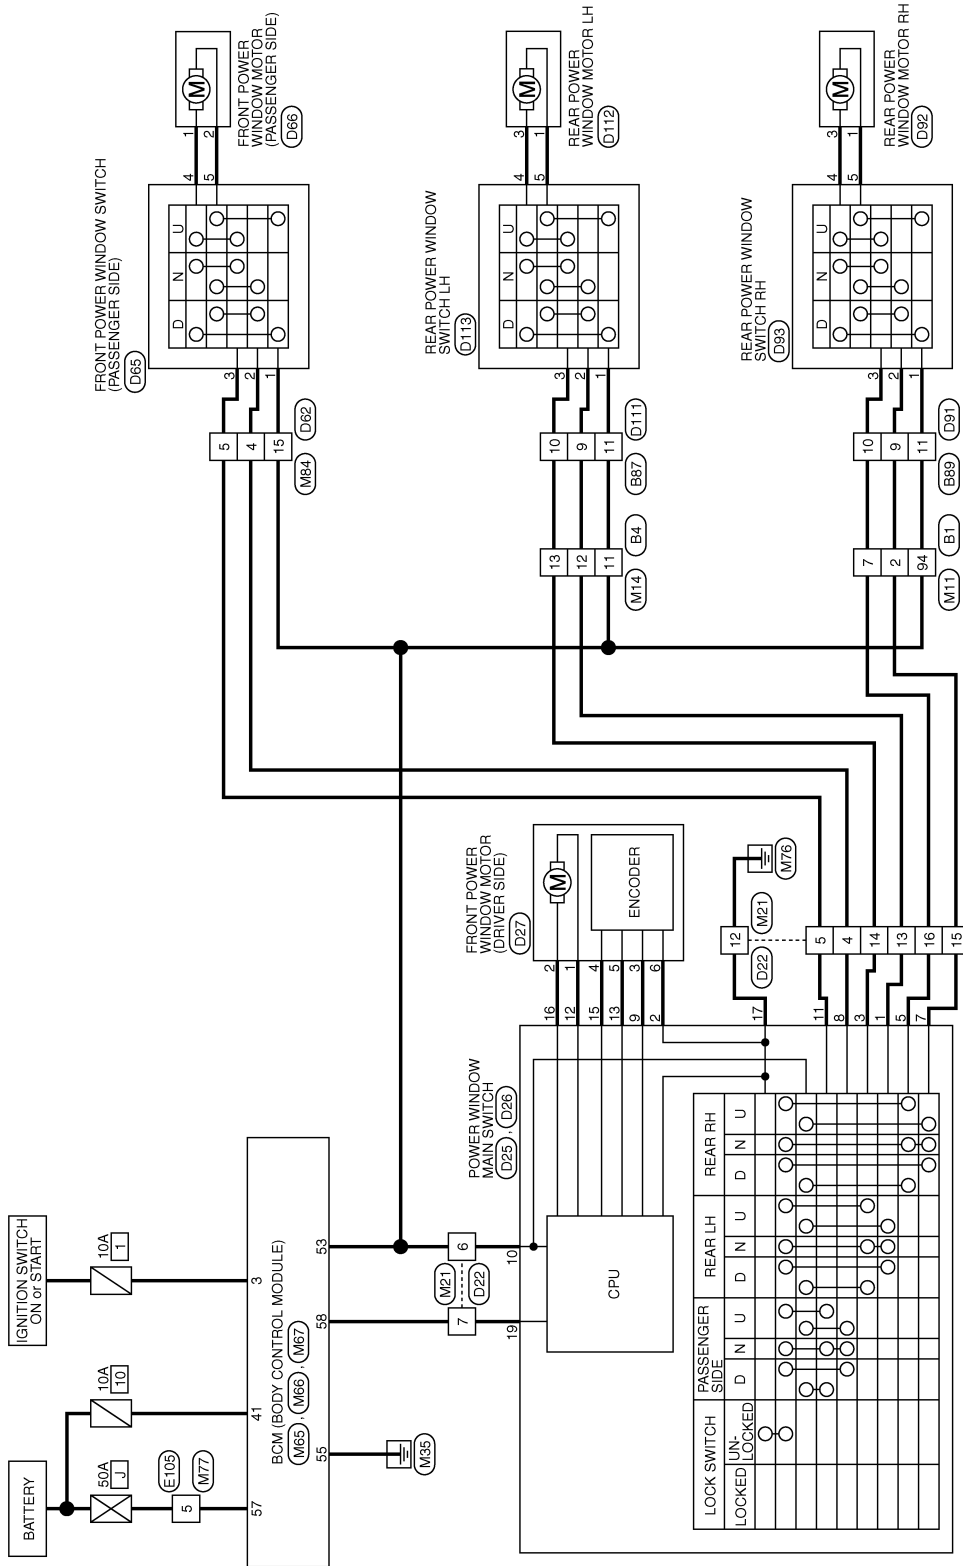 BATTERY
IGNITION SWITCH
ON or START
50A
J
10A
10
10A
1
5
E105
M77
57
41
3
BCM (BODY CONTROL MODULE)
M65 , M66 , M67
55
58
53
M35
7
M21
D22
6
19
10
POWER WINDOW
MAIN SWITCH
D25 , D26
CPU
16
12
15
13
9
2
2
1
4
5
3
6
FRONT POWER
WINDOW MOTOR
(DRIVER SIDE)
D27
M
ENCODER
17
11
8
3
1
5
7
D22
M21
12
5
4
14
13
16
15
M76
LOCK SWITCH
LOCKED
UN-
LOCKED
PASSENGER
SIDE
D
N
U
REAR LH
D
N
U
REAR RH
D
N
U
FRONT POWER WINDOW SWITCH
(PASSENGER SIDE)
D65
D
N
U
5
4
15
M84
D62
3
2
1
4
5
1
2
M
FRONT POWER
WINDOW MOTOR
(PASSENGER SIDE)
D66
REAR POWER WINDOW
SWITCH LH
D113
D
N
U
13
12
11
M14
B4
10
9
11
B87
D111
3
2
1
4
5
3
1
M
REAR POWER
WINDOW MOTOR LH
D112
REAR POWER WINDOW
SWITCH RH
D93
D
N
U
7
2
94
M11
B1
10
9
11
B89
D91
3
2
1
4
5
3
1
M
REAR POWER
WINDOW MOTOR RH
D92